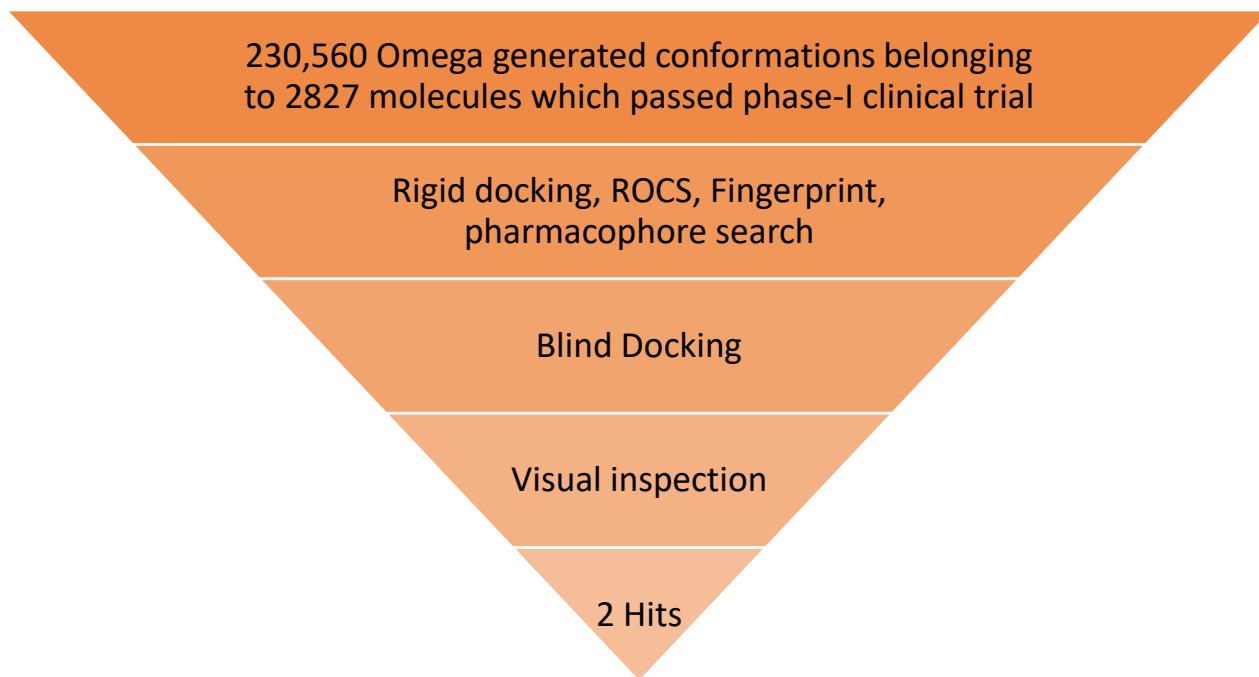 230,560 Omega generated conformations belonging
to 2827 molecules which passed phase-I clinical trial
Rigid docking, ROCS, Fingerprint,
pharmacophore search
Blind Docking
Visual inspection
2 Hits